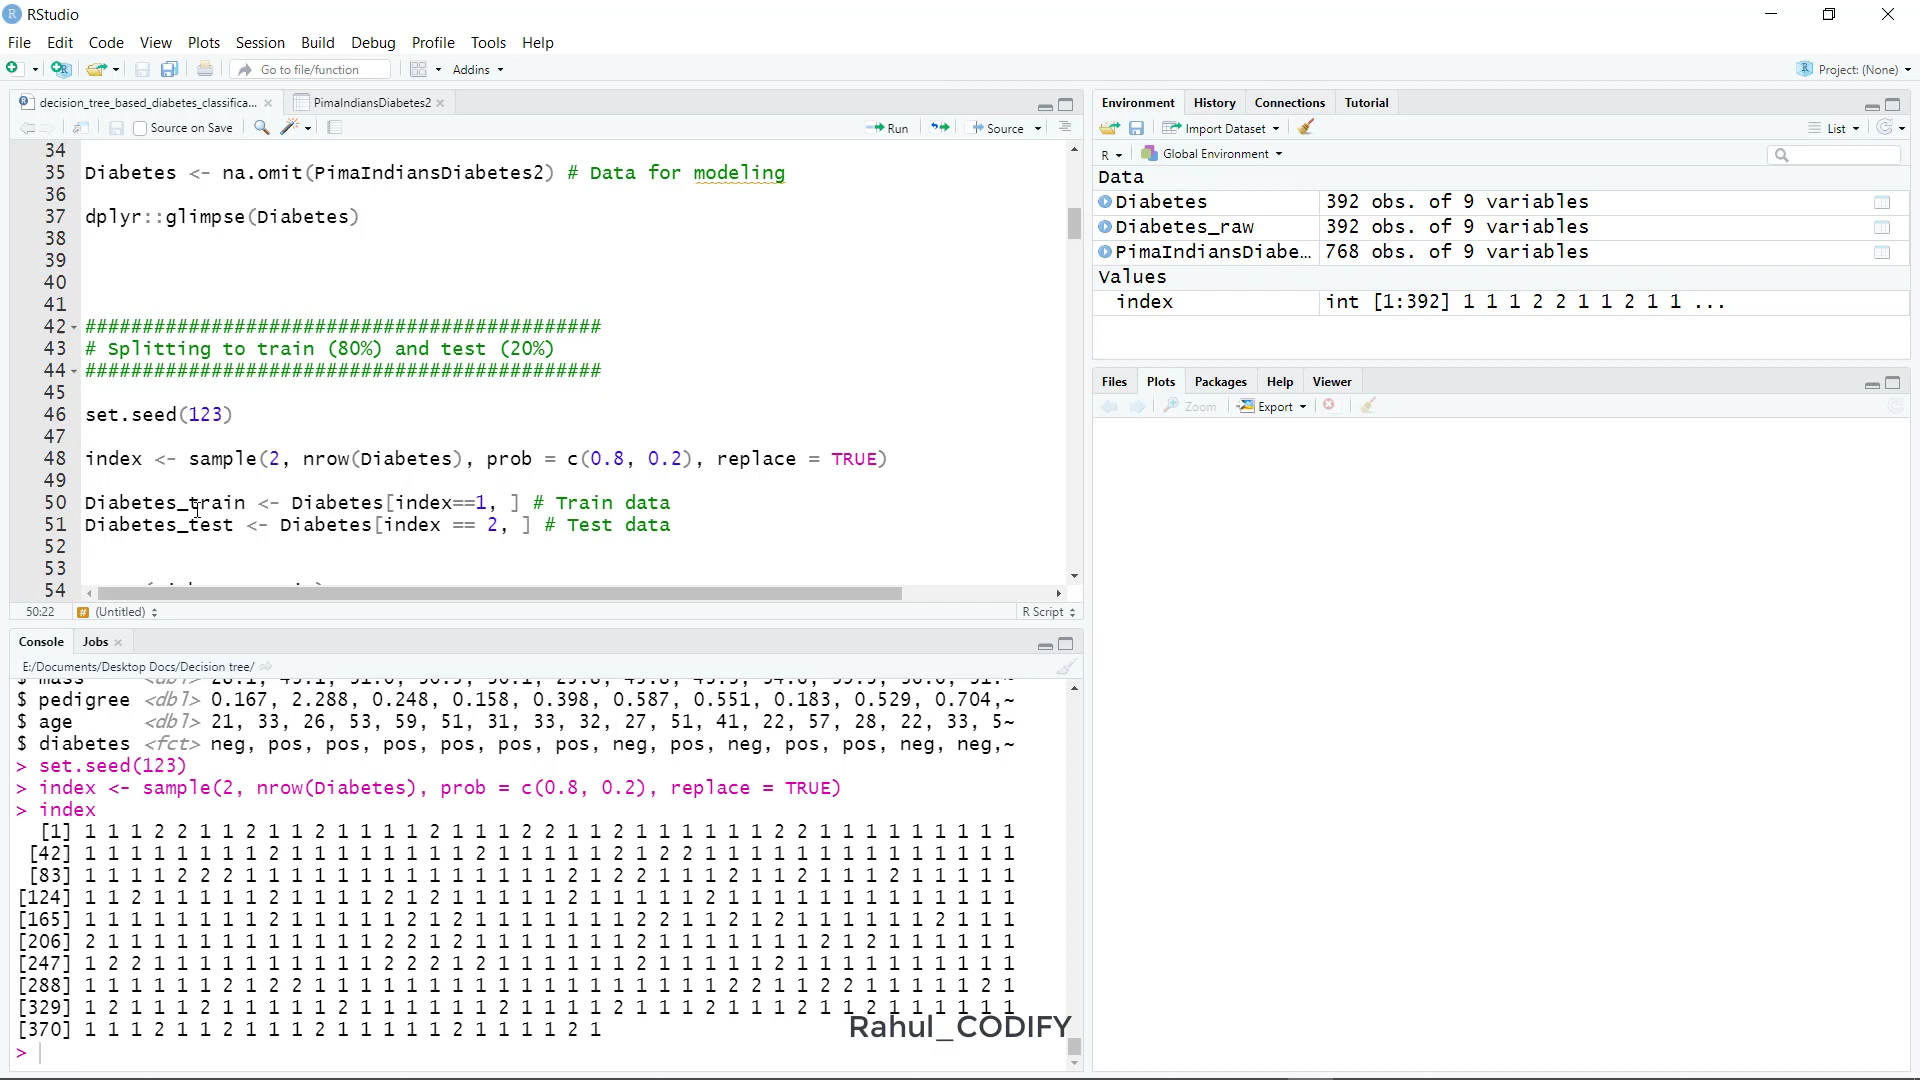 RStudio
File Edit Code View Plots Session Build Debug Profile Tools Help
Go to file/function Addins Project: (None)
decision_tree_based_diabetes_classifica... PimaIndiansDiabetes2
Source on Save Run Source
34
35 Diabetes <- na.omit(PimaIndiansDiabetes2) # Data for modeling
36
37 dplyr::glimpse(Diabetes)
38
39
40
41
42 #############################################
43 # Splitting to train (80%) and test (20%)
44 #############################################
45
46 set.seed(123)
47
48 index <- sample(2, nrow(Diabetes), prob = c(0.8, 0.2), replace = TRUE)
49
50 Diabetes_train <- Diabetes[index==1, ] # Train data
51 Diabetes_test <- Diabetes[index == 2, ] # Test data
52
53
54
50:22 (Untitled) R Script
Console Jobs
E:/Documents/Desktop Docs/Decision tree/
$ pedigree <dbl> 0.167, 2.288, 0.248, 0.158, 0.398, 0.587, 0.551, 0.183, 0.529, 0.704,~
$ age <dbl> 21, 33, 26, 53, 59, 51, 31, 33, 32, 27, 51, 41, 22, 57, 28, 22, 33, 5~
$ diabetes <fct> neg, pos, pos, pos, pos, pos, pos, neg, pos, neg, pos, pos, neg, neg,~
> set.seed(123)
> index <- sample(2, nrow(Diabetes), prob = c(0.8, 0.2), replace = TRUE)
> index
[1] 1 1 1 2 2 1 1 2 1 1 2 1 1 1 1 2 1 1 1 2 2 1 1 2 1 1 1 1 1 1 2 2 1 1 1 1 1 1 1 1 1
[42] 1 1 1 1 1 1 1 1 2 1 1 1 1 1 1 1 1 2 1 1 1 1 1 2 1 2 2 1 1 1 1 1 1 1 1 1 1 1 1 1 1
[83] 1 1 1 1 2 2 2 1 1 1 1 1 1 1 1 1 1 1 1 1 1 2 1 2 2 1 1 1 2 1 1 2 1 1 1 2 1 1 1 1 1
[124] 1 1 2 1 1 1 1 1 2 1 1 1 1 2 1 2 1 1 1 1 1 2 1 1 1 1 1 2 1 1 1 1 1 1 1 1 1 1 1 1 1
[165] 1 1 1 1 1 1 1 1 2 1 1 1 1 1 2 1 2 1 1 1 1 1 1 1 2 2 1 1 2 1 2 1 1 1 1 1 1 2 1 1 1
[206] 2 1 1 1 1 1 1 1 1 1 1 1 1 2 2 1 2 1 1 1 1 1 1 1 2 1 1 1 1 1 1 1 2 1 2 1 1 1 1 1 1
[247] 1 2 2 1 1 1 1 1 1 1 1 1 1 2 2 2 1 2 1 1 1 1 1 1 2 1 1 1 1 1 2 1 1 1 1 1 1 1 1 1 1
[288] 1 1 1 1 1 1 2 1 2 2 1 1 1 1 1 1 1 1 1 1 1 1 1 1 1 1 1 1 2 2 1 1 2 2 1 1 1 1 1 2 1
[329] 1 2 1 1 1 2 1 1 1 1 1 2 1 1 1 1 1 1 2 1 1 1 1 2 1 1 1 2 1 1 1 2 1 1 2 1 1 1 1 1 1
[370] 1 1 1 2 1 1 2 1 1 1 2 1 1 1 1 1 2 1 1 1 1 2 1
Rahul_CODIFY
>
Environment History Connections Tutorial
Import Dataset List
R Global Environment
Data
Diabetes 392 obs. of 9 variables
Diabetes_raw 392 obs. of 9 variables
PimaIndiansDiabe... 768 obs. of 9 variables
Values
index int [1:392] 1 1 1 2 2 1 1 2 1 1 ...
Files Plots Packages Help Viewer
Zoom Export